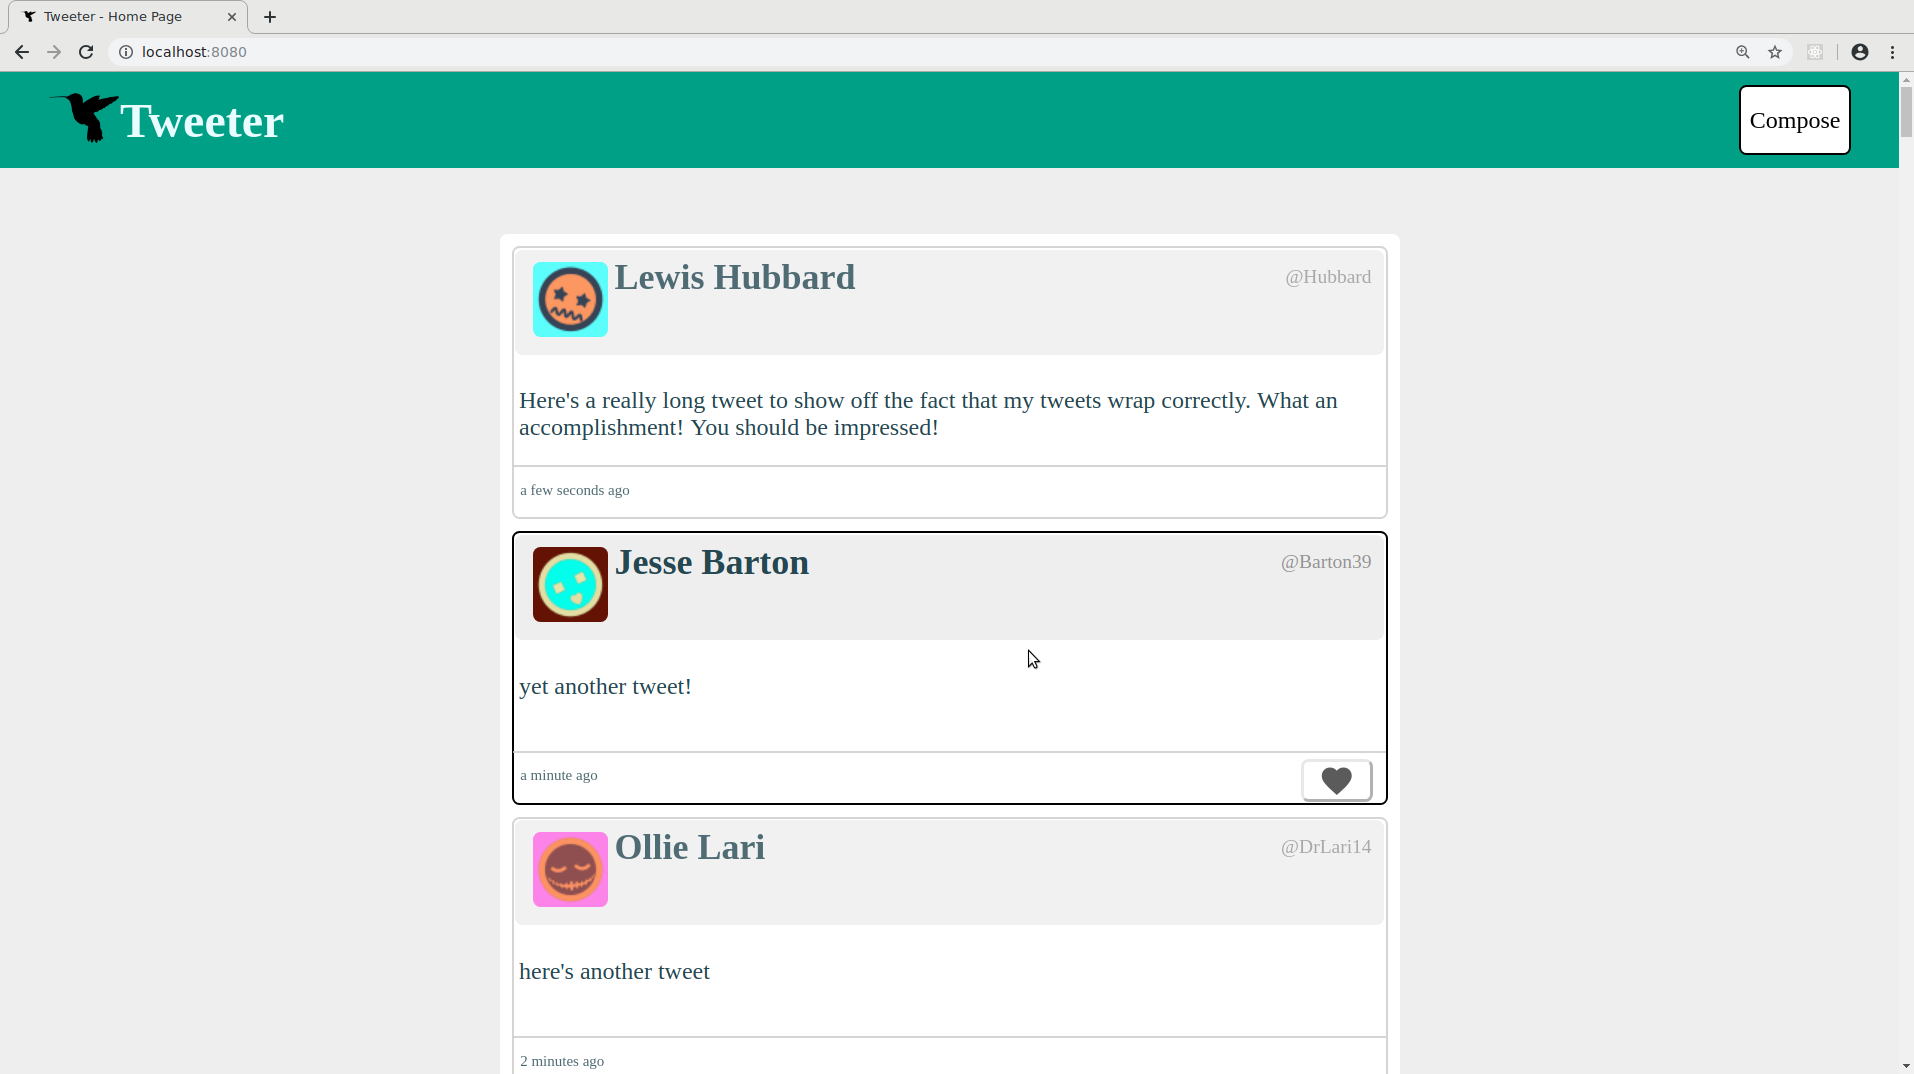 Tweeter - Home Page
localhost:8080
Tweeter
Compose
Lewis Hubbard
@Hubbard
Here's a really long tweet to show off the fact that my tweets wrap correctly. What an
accomplishment! You should be impressed!
a few seconds ago
Jesse Barton
@Barton39
yet another tweet!
a minute ago
Ollie Lari
@DrLari14
here's another tweet
2 minutes ago